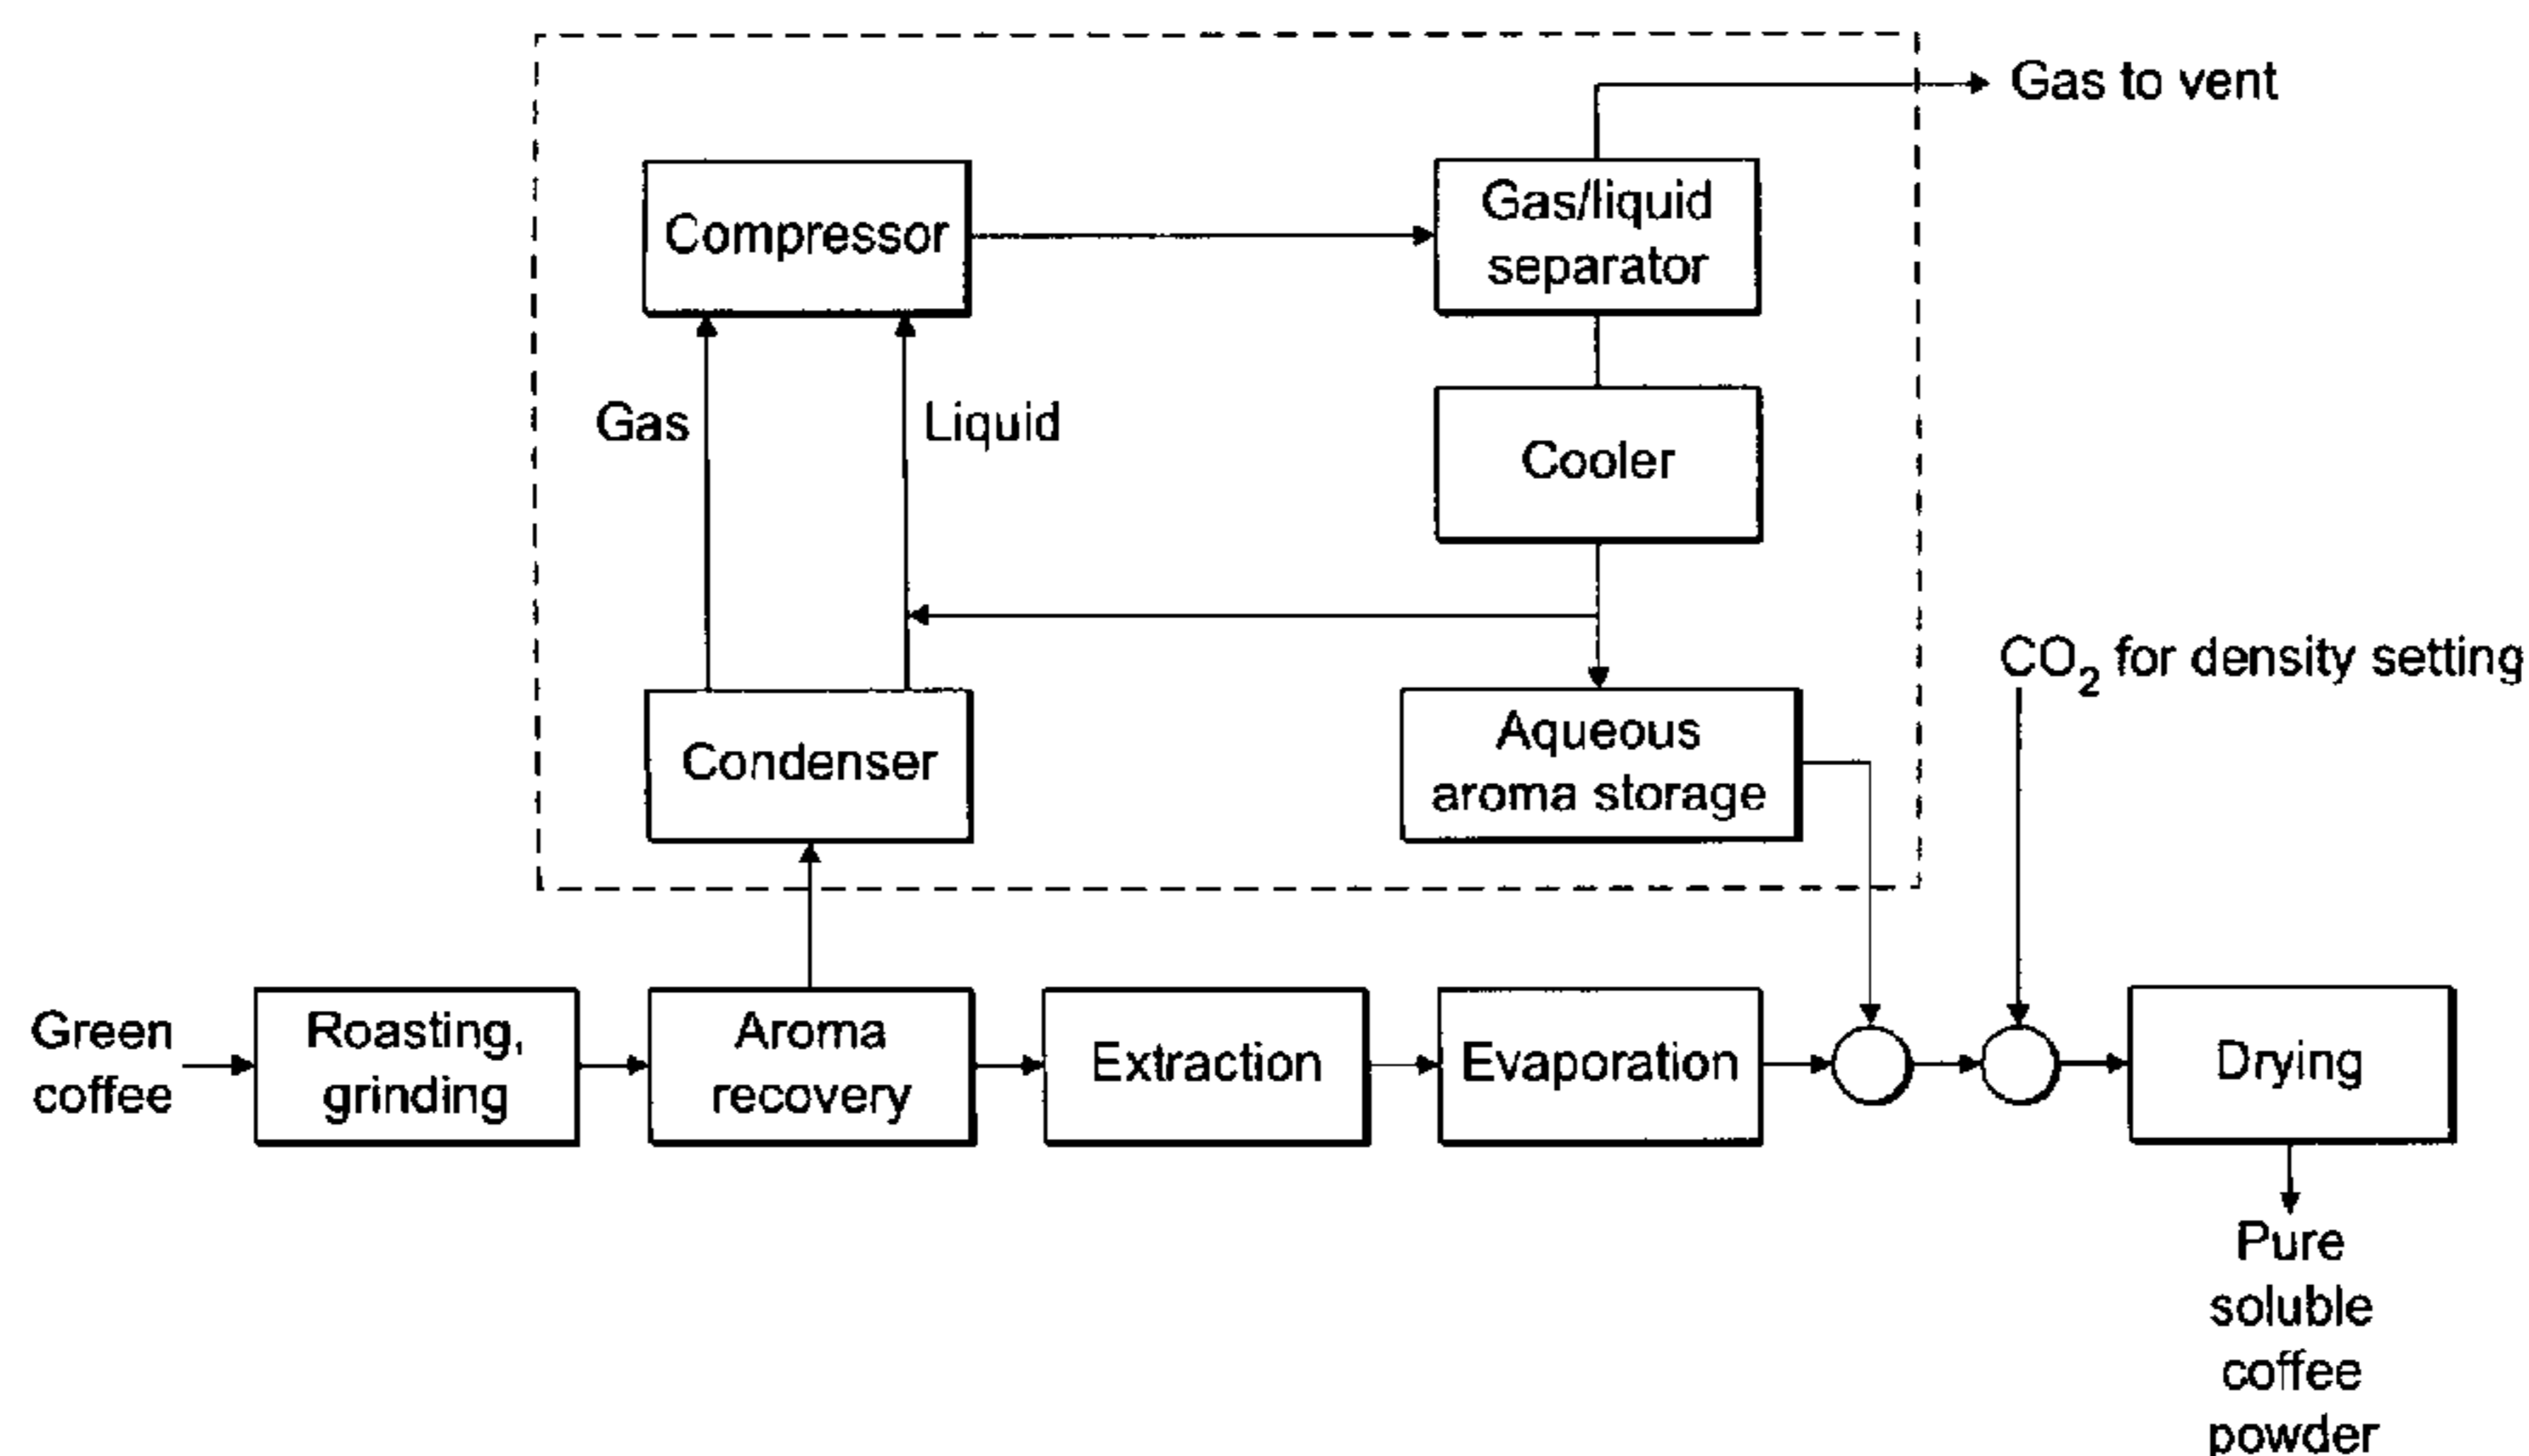 Gas to vent
Compressor
Gas/liquid
separator
Gas
Liquid
Cooler
CO₂ for density setting
Condenser
Aqueous
aroma storage
Green
coffee
Roasting,
grinding
Aroma
recovery
Extraction
Evaporation
Drying
Pure
soluble
coffee
powder